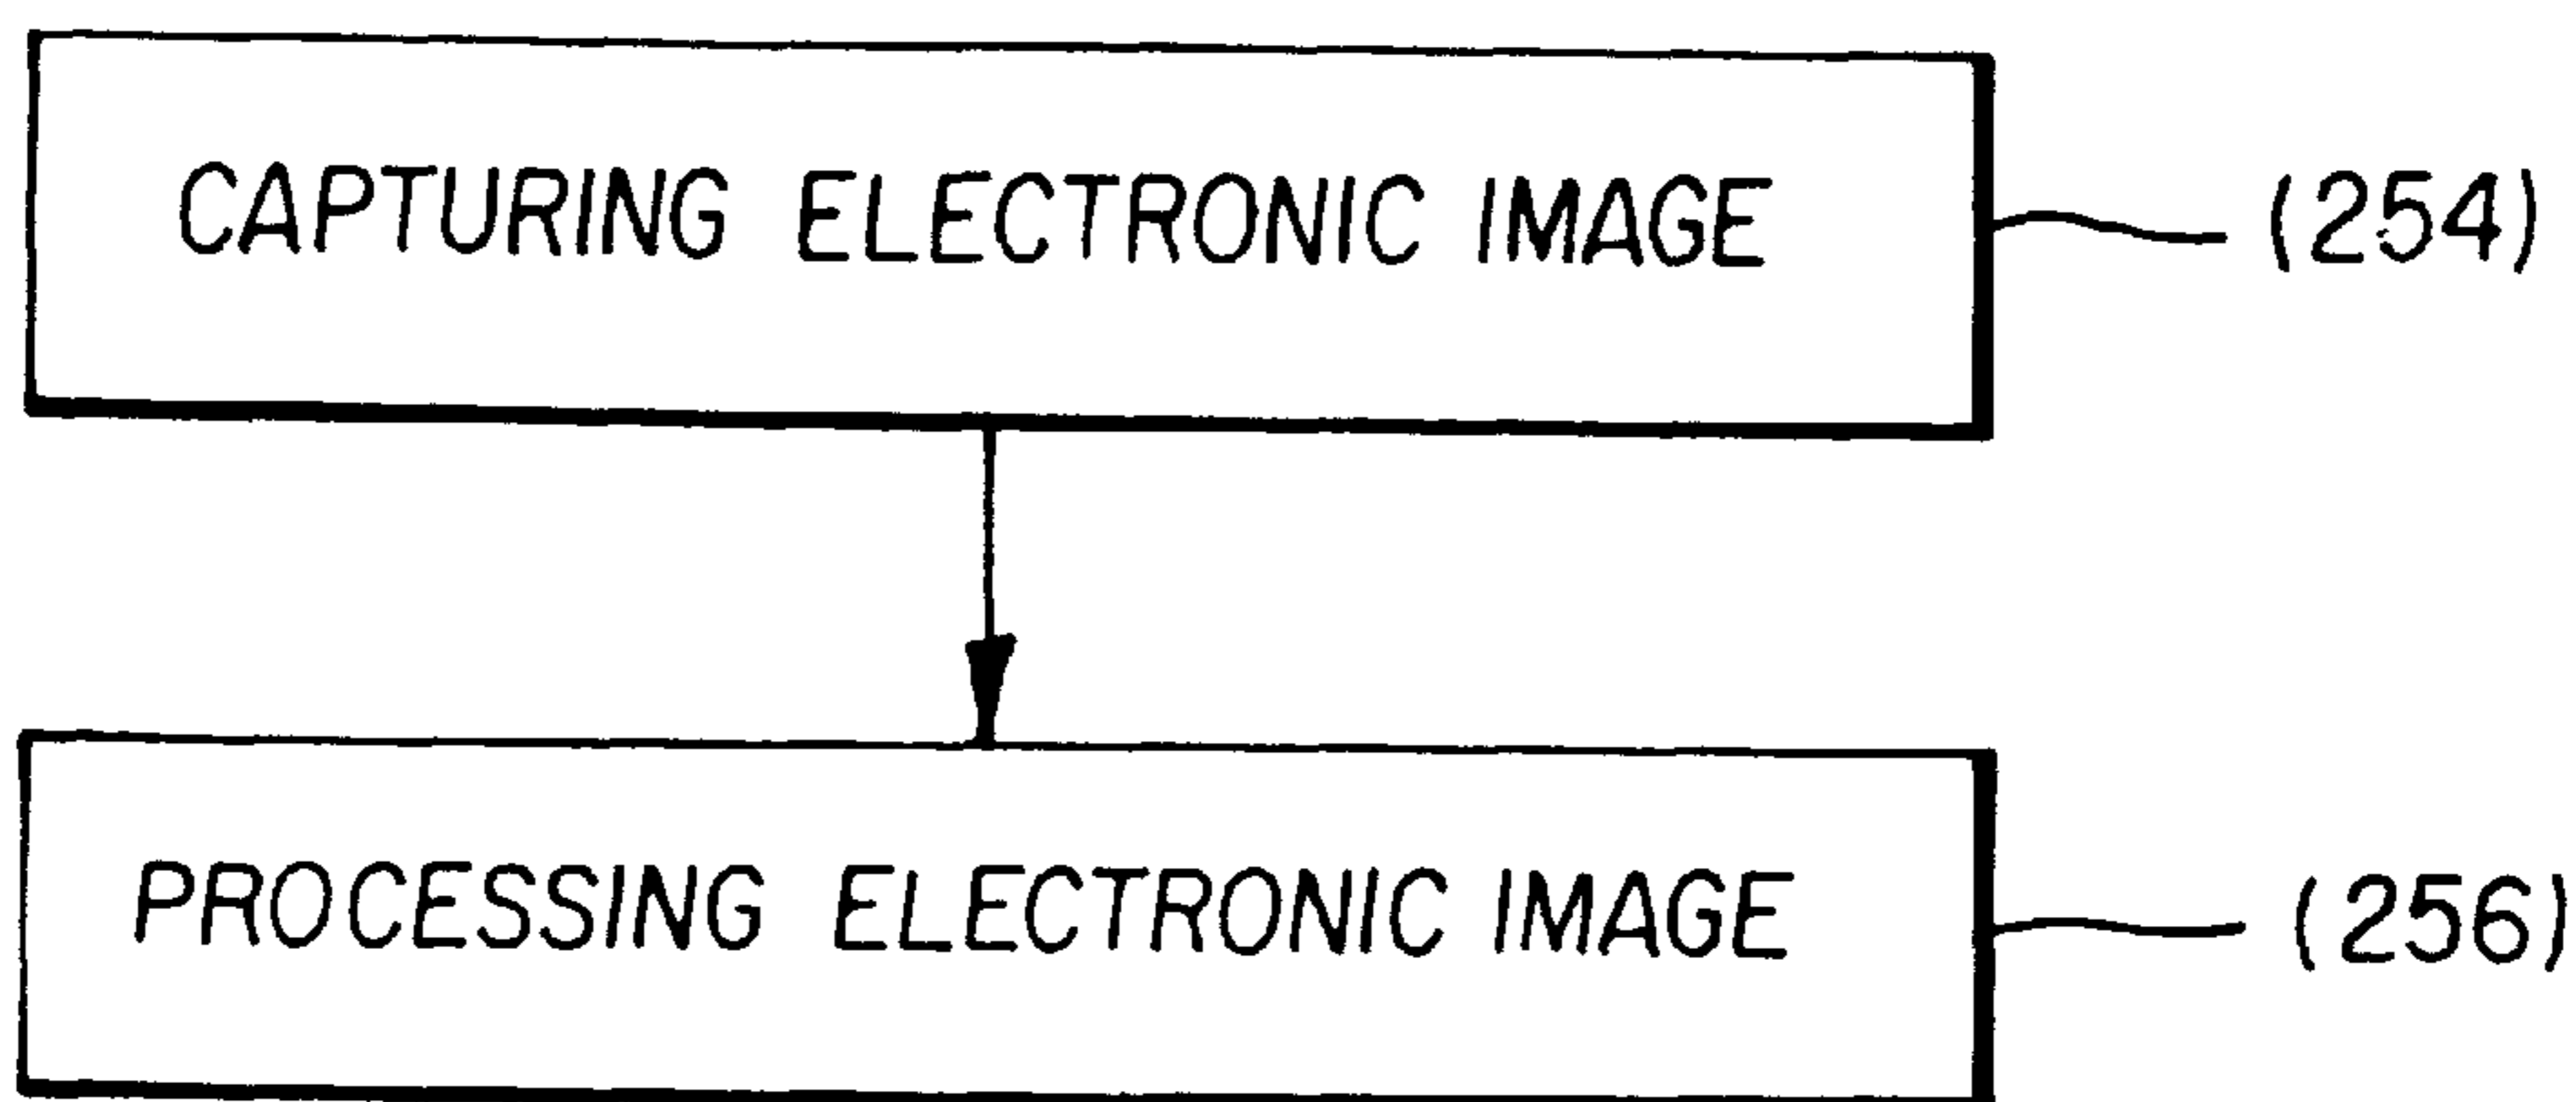 CAPTURING ELECTRONIC IMAGE (254)
PROCESSING ELECTRONIC IMAGE (256)